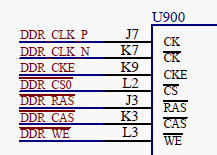 U900
DDR_CLK_P J7 CK
DDR_CLK_N K7 CK
DDR_CKE K9 CKE
DDR_CS0 L2 CS
DDR_RAS J3 RAS
DDR_CAS K3 CAS
DDR_WE L3 WE